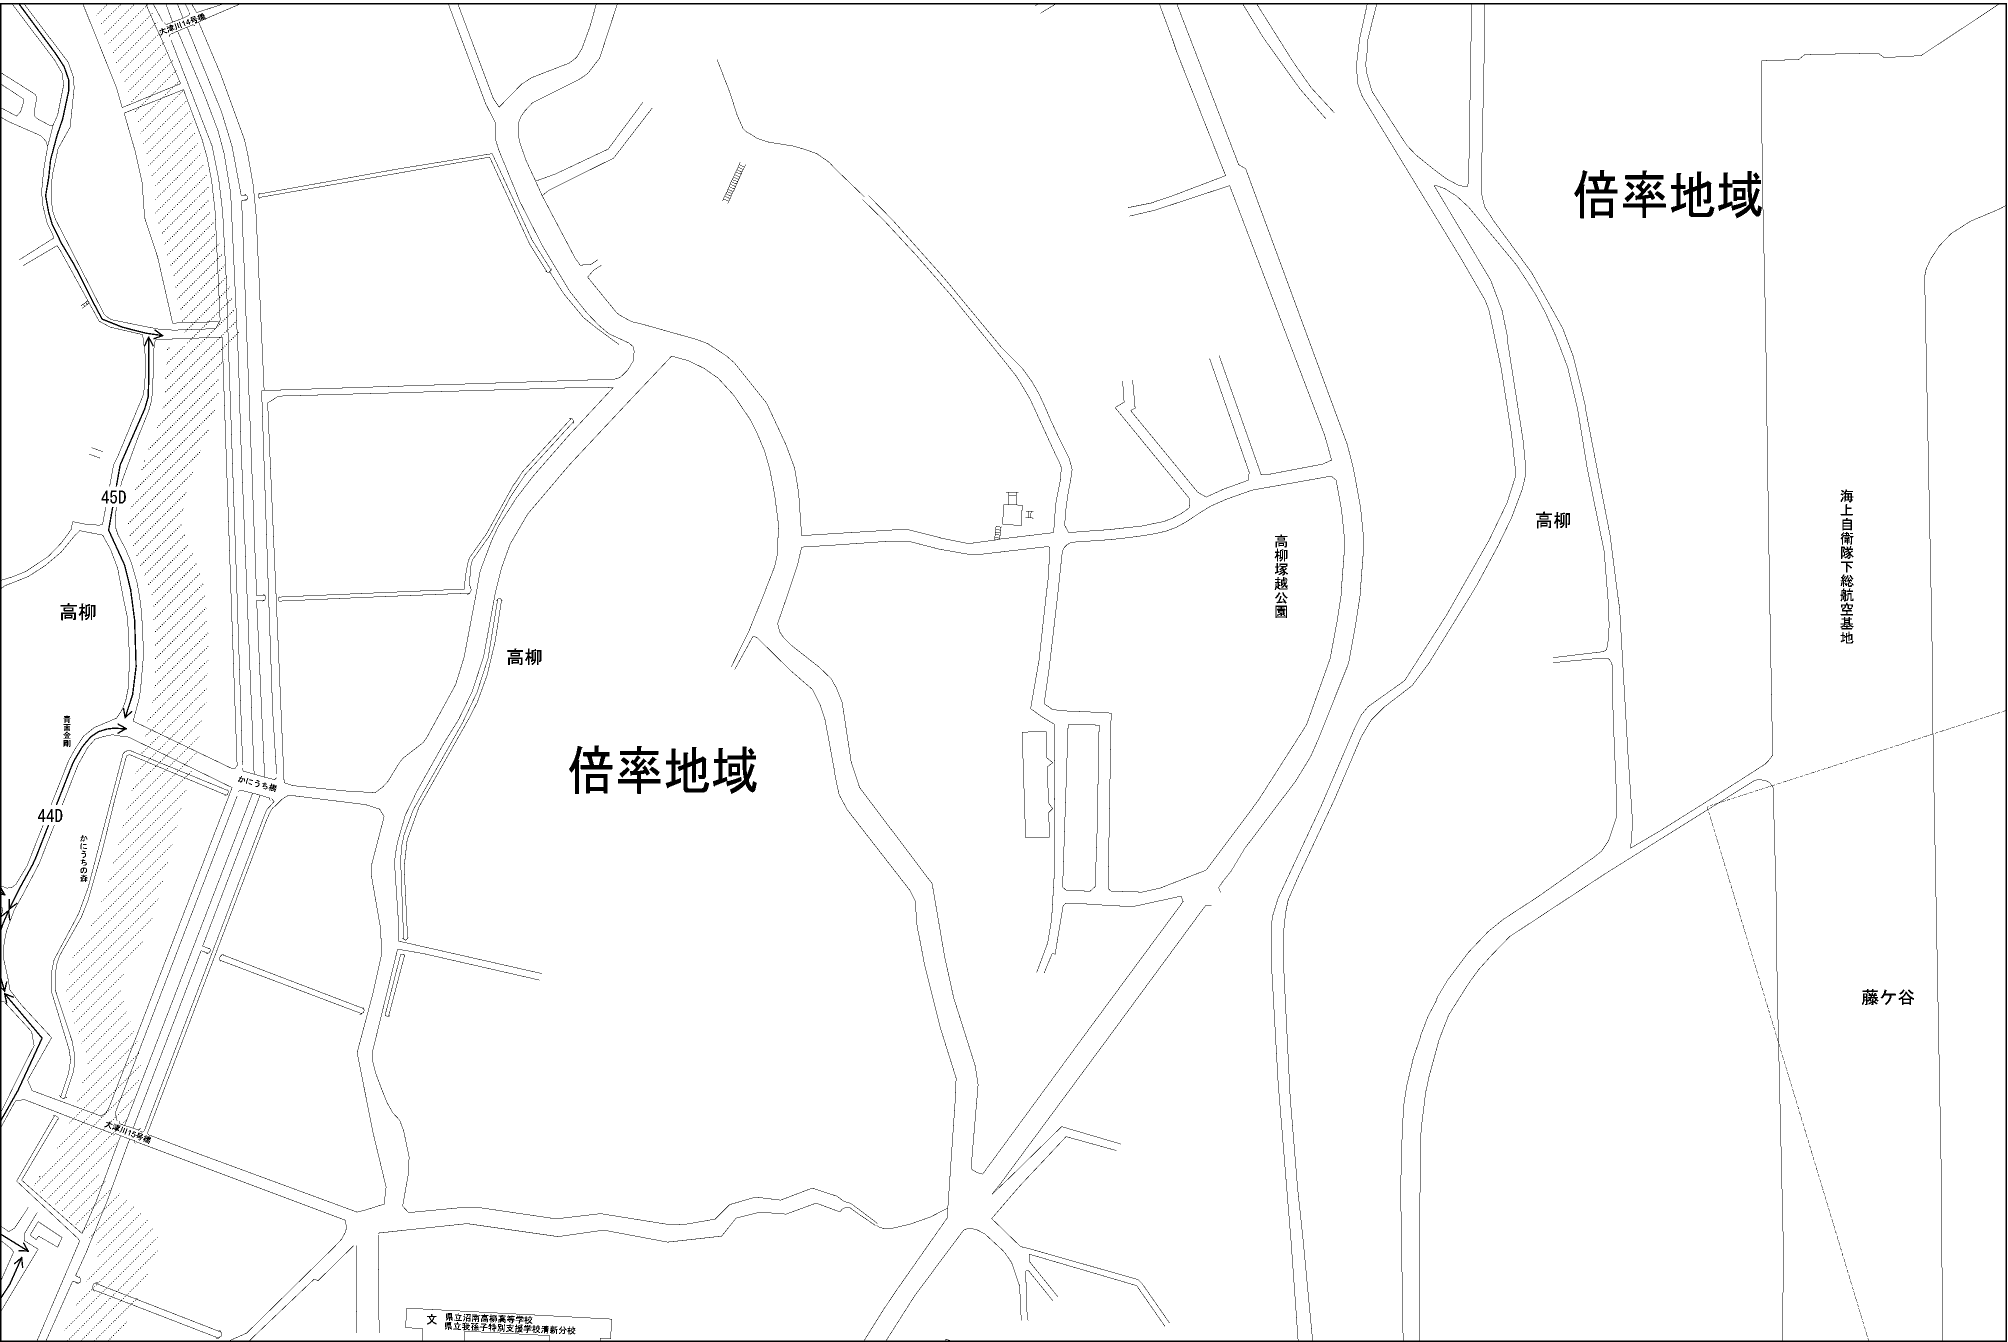 大津川14号橋
倍率地域
45D
海上自衛隊下総航空基地
高柳
高柳塚越公園
高柳
高柳
倍率地域
かにうち橋
44D
かにうちの森
藤ケ谷
大津川15号橋
文 県立沼南高柳高等学校
県立我孫子特別支援学校清新分校